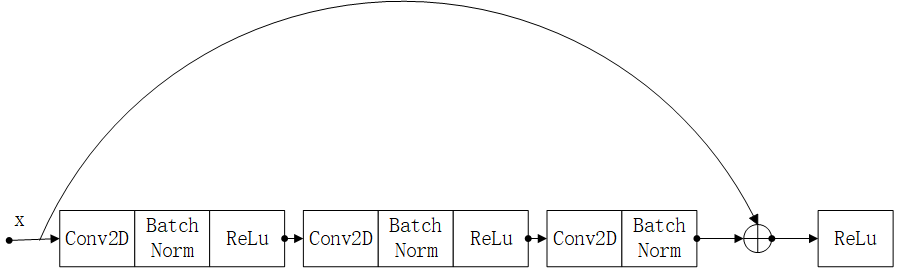 x
Conv2D
Batch
Norm
ReLu
Conv2D
Batch
Norm
ReLu
Conv2D
Batch
Norm
ReLu